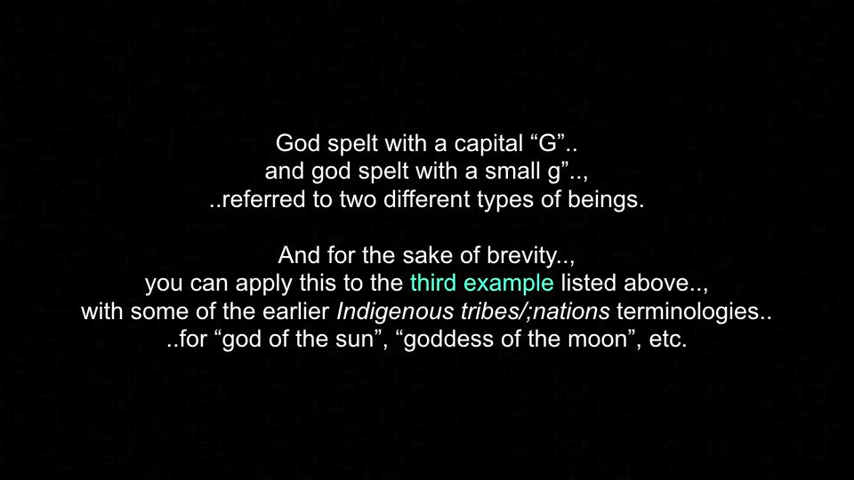 God spelt with a capital “G”..
and god spelt with a small g”..,
..referred to two different types of beings.
And for the sake of brevity..,
you can apply this to the third example listed above..,
with some of the earlier Indigenous tribes/;nations terminologies..
..for “god of the sun”, “goddess of the moon”, etc.